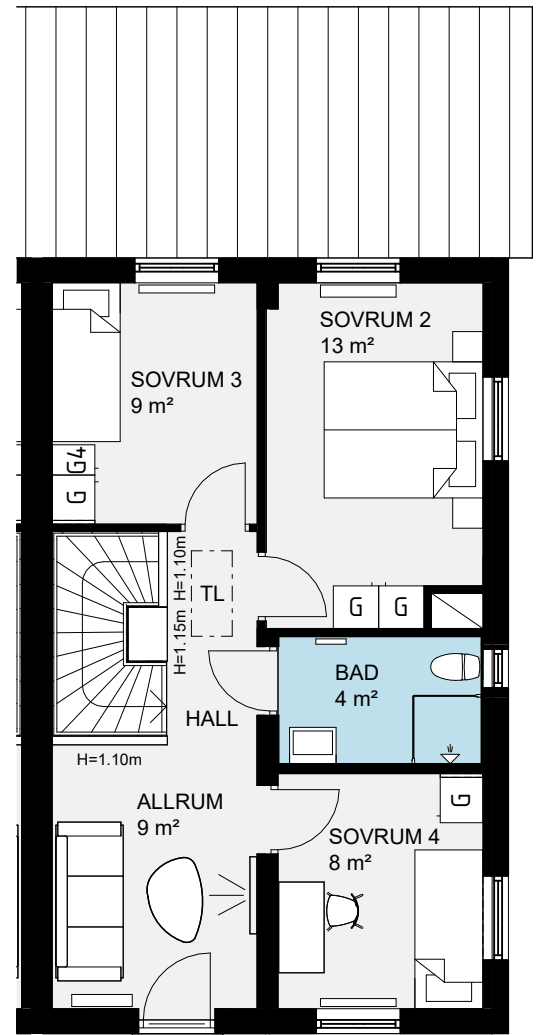 SOVRUM 2
13 m²
SOVRUM 3
9 m²
G4
G
H=1.10m
TL
H=1.15m
G G
BAD
4 m²
HALL
H=1.10m
ALLRUM
9 m²
G
SOVRUM 4
8 m²